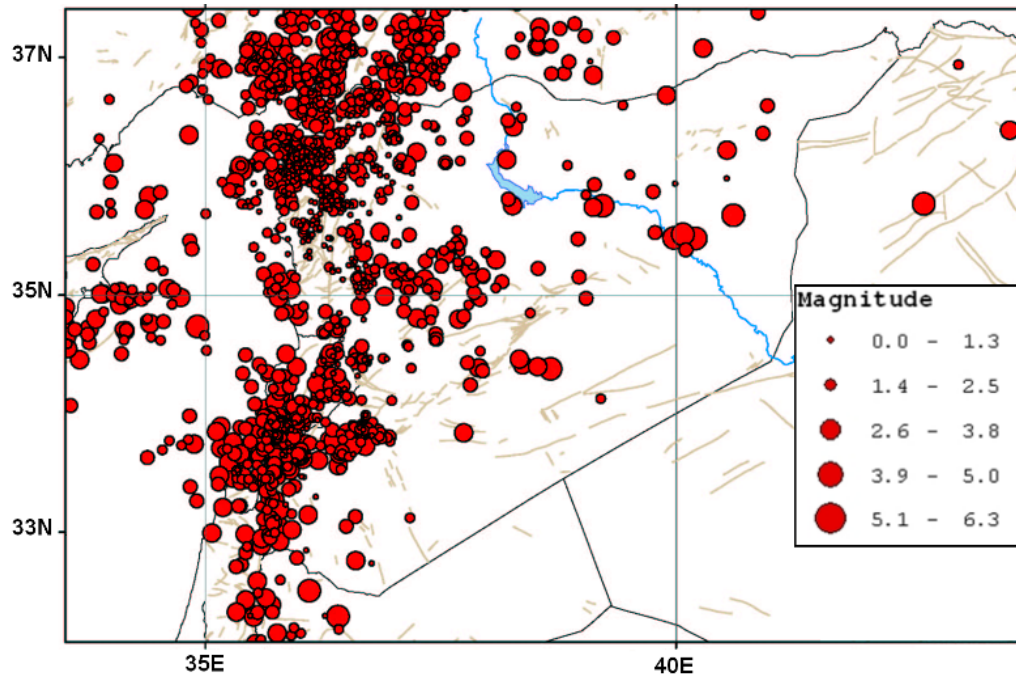 37N
35N
Magnitude
0.0 - 1.3
1.4 - 2.5
2.6 - 3.8
3.9 - 5.0
5.1 - 6.3
33N
35E
40E